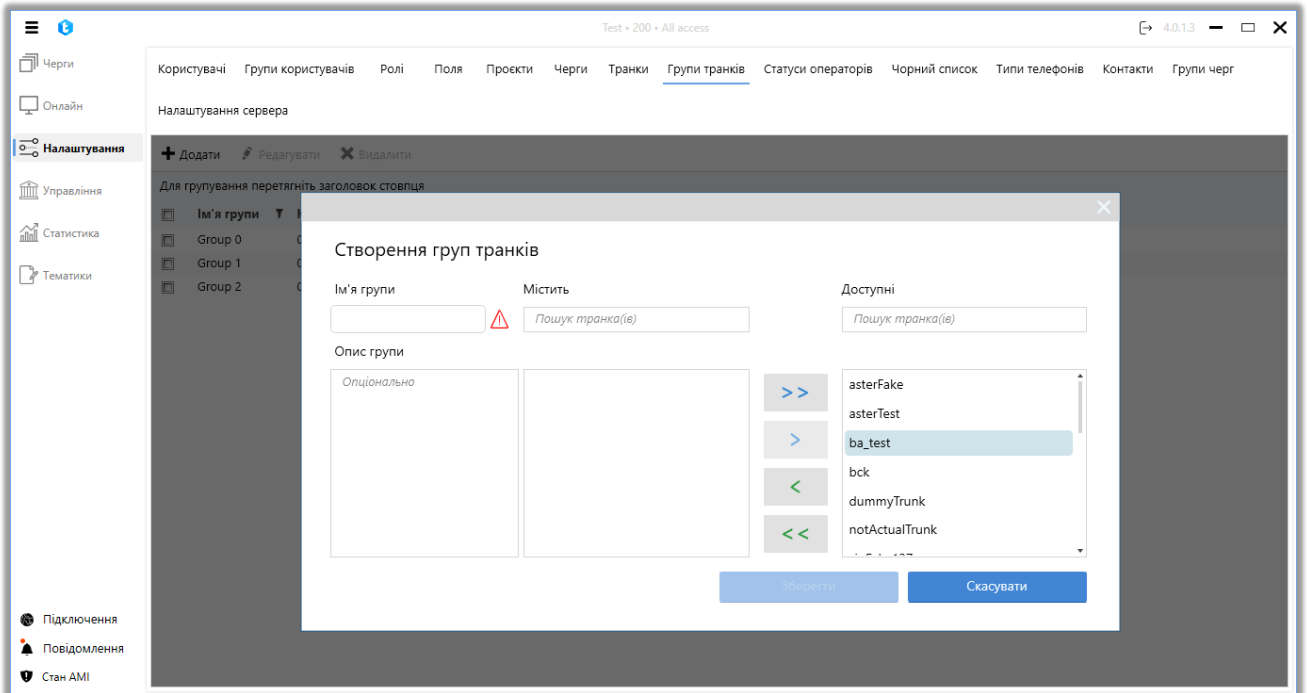 Test • 200 • All access
4.0.1.3
Черги
Онлайн
Налаштування
Управління
Статистика
Тематики
Підключення
Повідомлення
Стан AMI
Користувачі Групи користувачів Ролі Поля Проєкти Черги Транки Групи транків Статуси операторів Чорний список Типи телефонів Контакти Групи черг
Налаштування сервера
Додати Редагувати Видалити
Для групування перетягніть заголовок стовпця
Ім'я групи
Group 0
Group 1
Group 2
Створення груп транків
Ім'я групи Містить Доступні
Пошук транка(ів) Пошук транка(ів)
Опис групи
Опціонально
>>
>
<
<<
asterFake
asterTest
ba_test
bck
dummyTrunk
notActualTrunk
Зберегти Скасувати